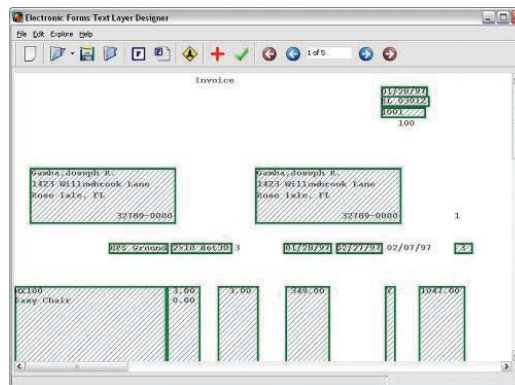 Electronic Forms Text Layer Designer
File Edit Explore Help
1 of 5
Invoice
01/28/97
1001
100
Gamba, Joseph R. Gamba, Joseph R.
1423 Willowbrook Lane 1423 Willowbrook Lane
Rose Isle, FL Rose Isle, FL
32789-0000 32789-0000 1
UPS Ground 2%10 Net30 3 01/28/97 02/27/97 02/07/97 3
3.00 3.00 349.00 Y 1047.00
Easy Chair 0.00